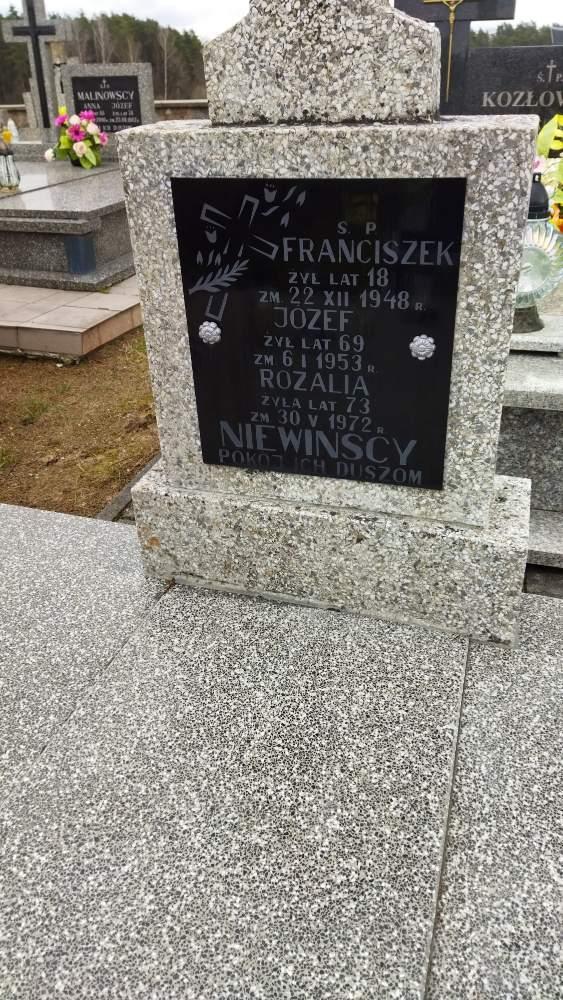 Ś. P.
FRANCISZEK
ŻYŁ LAT 18
ZM. 22 XII 1948 R.
JÓZEF
ŻYŁ LAT 69
ZM. 6 I 1953 R.
ROZALIA
ŻYŁA LAT 73
ZM 30 V 1972 R.
NIEWIŃSCY
POKÓJ ICH DUSZOM
MALINOWSCY
ANNA JÓZEF
Ś P.
KOZŁOW